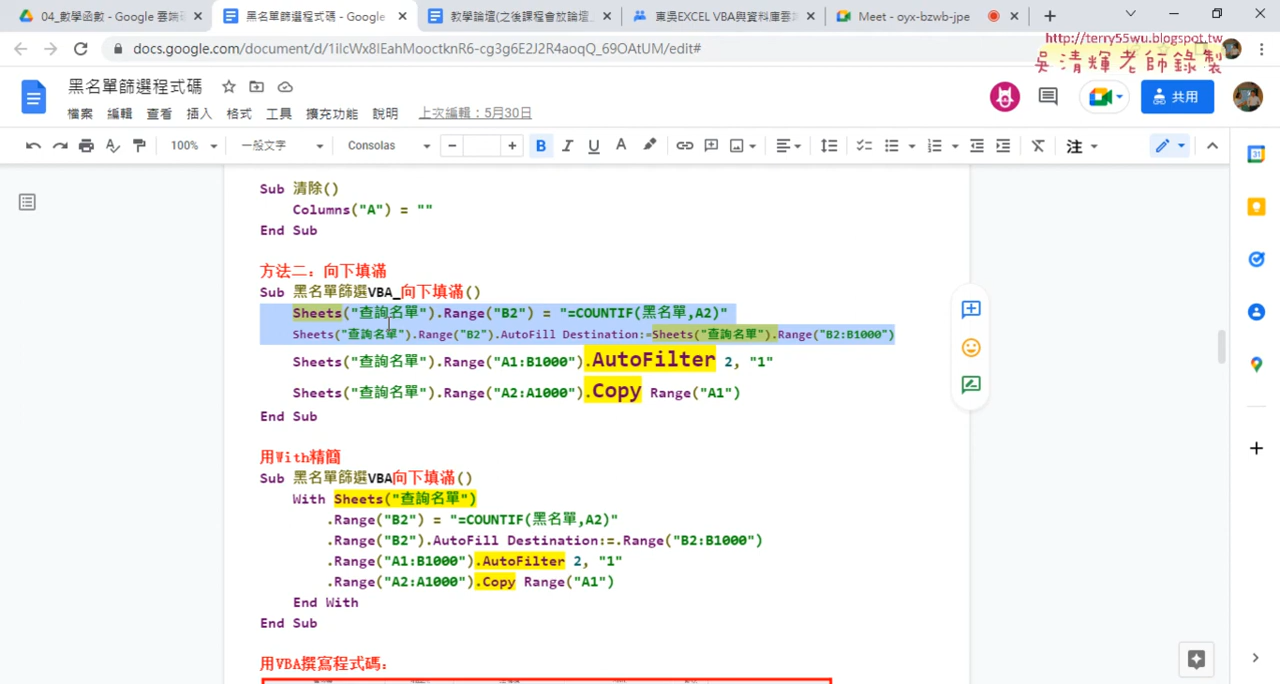 04_數學函數 - Google 雲端
黑名單篩選程式碼 - Google
教學論壇(之後課程會放論壇
東吳EXCEL VBA與資料庫雲
Meet - oyx-bzwb-jpe
docs.google.com/document/d/1ilcWx8lEahMooctknR6-cg3g6E2J2R4aoqQ_69OAtUM/edit#
http://terry55wu.blogspot.tw
吳清輝老師錄製
黑名單篩選程式碼
檔案 編輯 查看 插入 格式 工具 擴充功能 說明 上次編輯:5月30日
共用
100% 一般文字 Consolas B I U A 注
Sub 清除()
Columns("A") = ""
End Sub
方法二: 向下填滿
Sub 黑名單篩選VBA_向下填滿()
Sheets("查詢名單").Range("B2") = "=COUNTIF(黑名單,A2)"
Sheets("查詢名單").Range("B2").AutoFill Destination:=Sheets("查詢名單").Range("B2:B1000")
Sheets("查詢名單").Range("A1:B1000").AutoFilter 2, "1"
Sheets("查詢名單").Range("A2:A1000").Copy Range("A1")
End Sub
用With精簡
Sub 黑名單篩選VBA向下填滿()
With Sheets("查詢名單")
.Range("B2") = "=COUNTIF(黑名單,A2)"
.Range("B2").AutoFill Destination:=.Range("B2:B1000")
.Range("A1:B1000").AutoFilter 2, "1"
.Range("A2:A1000").Copy Range("A1")
End With
End Sub
用VBA撰寫程式碼: